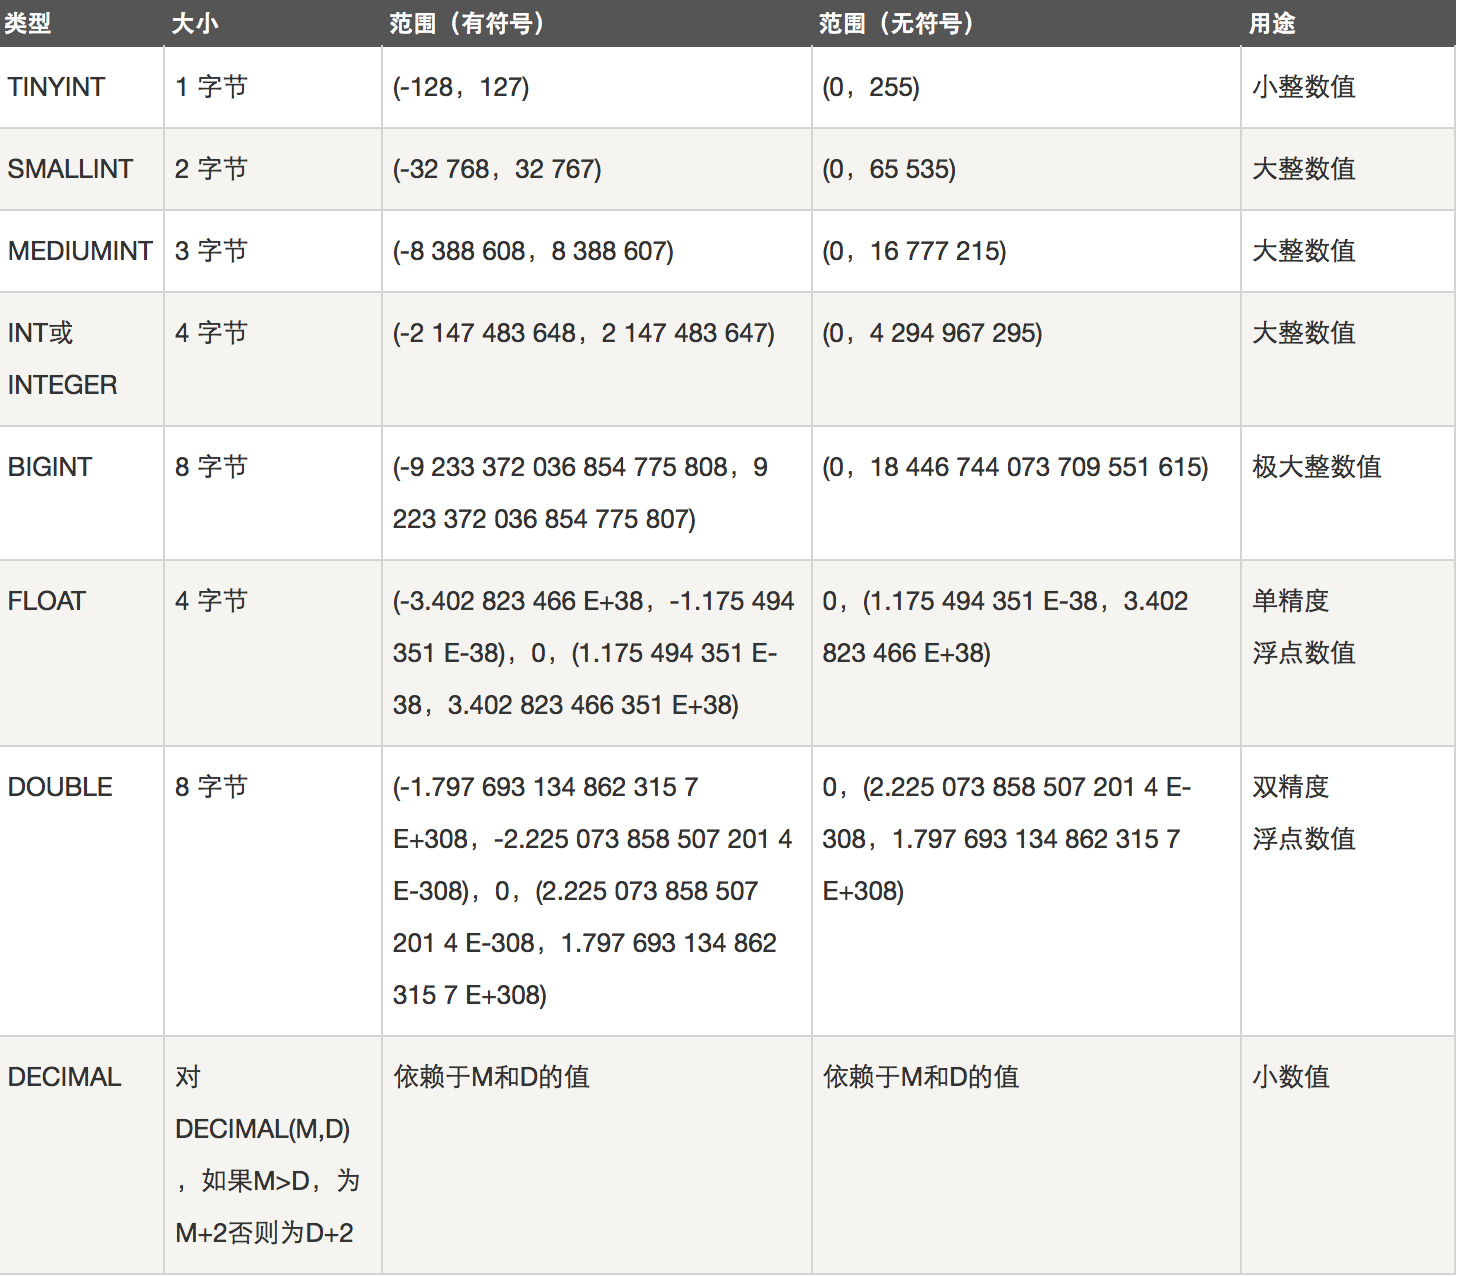 类型 大小 范围（有符号） 范围（无符号） 用途
TINYINT 1 字节 (-128，127) (0，255) 小整数值
SMALLINT 2 字节 (-32 768，32 767) (0，65 535) 大整数值
MEDIUMINT 3 字节 (-8 388 608，8 388 607) (0，16 777 215) 大整数值
INT或 4 字节 (-2 147 483 648，2 147 483 647) (0，4 294 967 295) 大整数值
INTEGER
BIGINT 8 字节 (-9 233 372 036 854 775 808，9 (0，18 446 744 073 709 551 615) 极大整数值
223 372 036 854 775 807)
FLOAT 4 字节 (-3.402 823 466 E+38，-1.175 494 0，(1.175 494 351 E-38，3.402 单精度
351 E-38)，0，(1.175 494 351 E- 823 466 E+38) 浮点数值
38，3.402 823 466 351 E+38)
DOUBLE 8 字节 (-1.797 693 134 862 315 7 0，(2.225 073 858 507 201 4 E- 双精度
E+308，-2.225 073 858 507 201 4 308，1.797 693 134 862 315 7 浮点数值
E-308)，0，(2.225 073 858 507 E+308)
201 4 E-308，1.797 693 134 862
315 7 E+308)
DECIMAL 对 依赖于M和D的值 依赖于M和D的值 小数值
DECIMAL(M,D)
，如果M>D，为
M+2否则为D+2